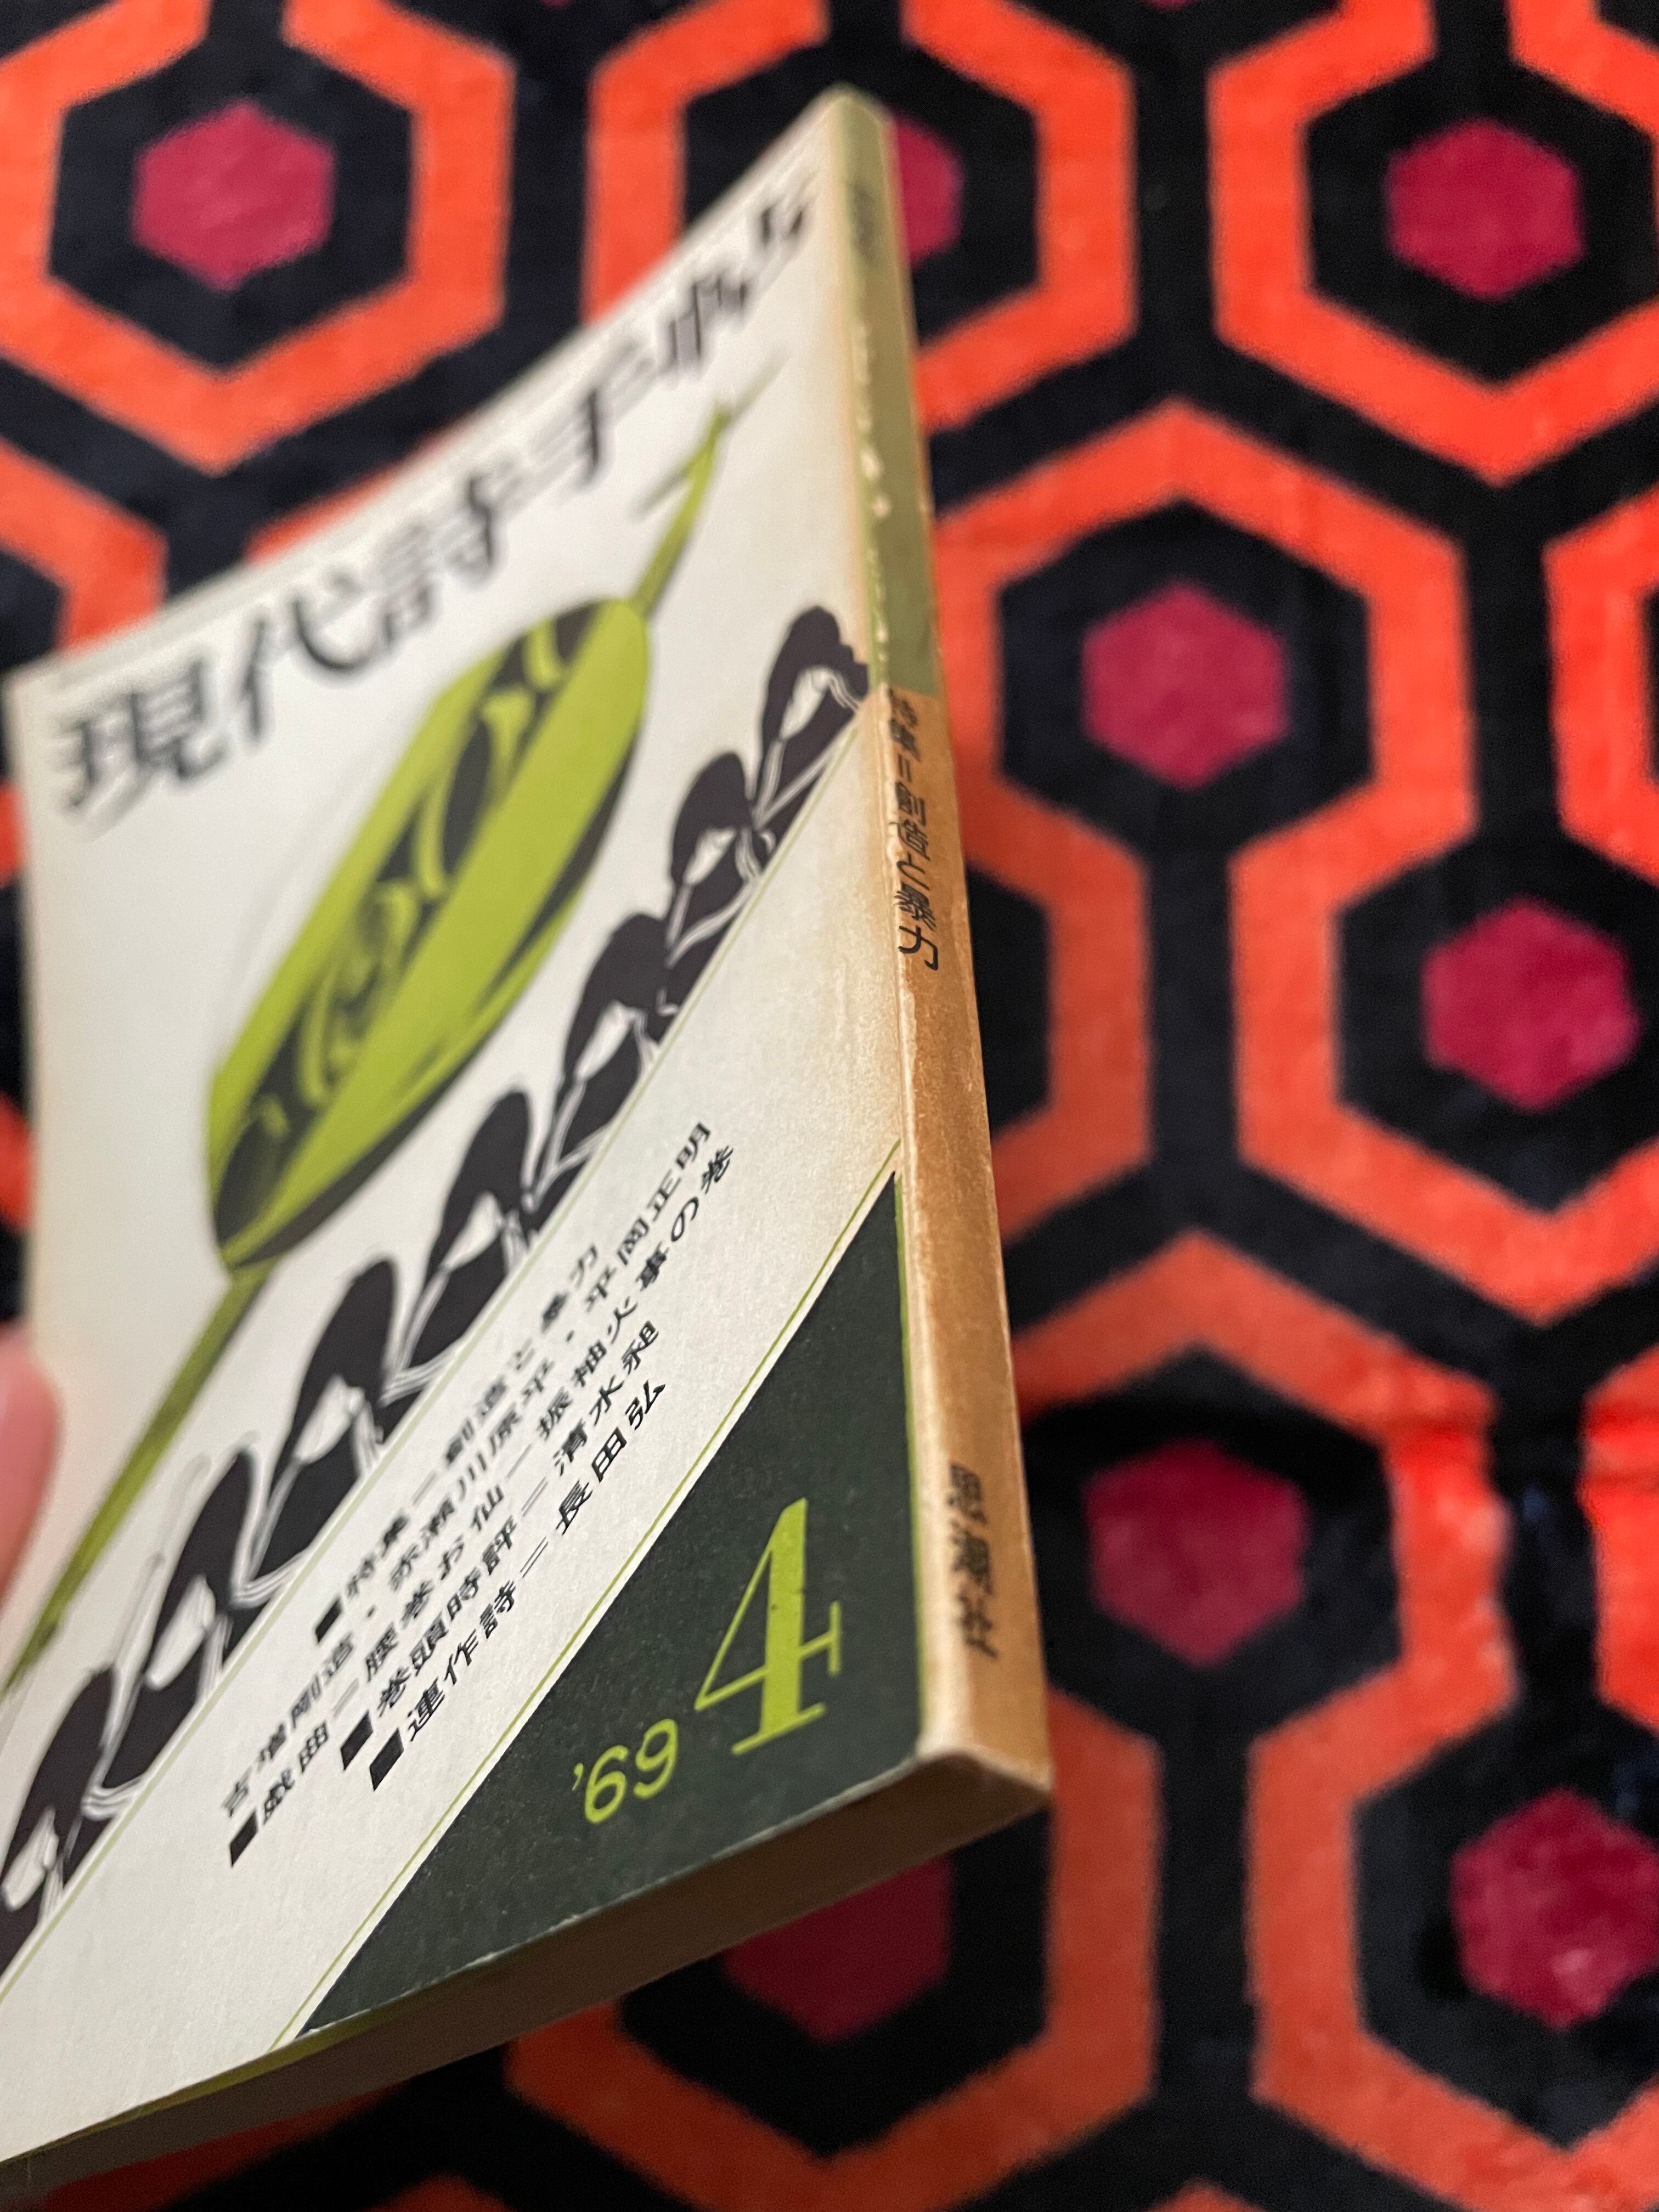 現代詩手帖
■特集―創造と暴力
吉増剛造・赤瀬川原平・平岡正明
■戯曲＝腰巻お仙―振袖火事の巻
■巻頭時評＝清水昶
■連作詩＝長田弘
'69 4
特集＝創造と暴力
思潮社